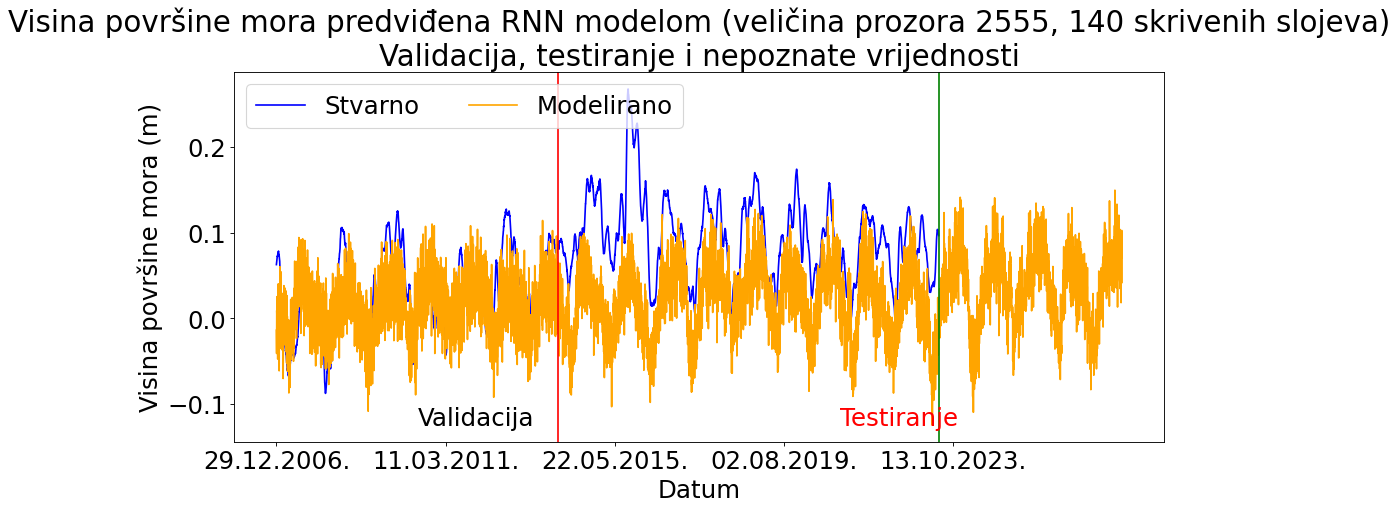 Visina površine mora predviđena RNN modelom (veličina prozora 2555, 140 skrivenih slojeva)
Validacija, testiranje i nepoznate vrijednosti
Stvarno
Modelirano
Visina površine mora (m)
0.2
0.1
0.0
−0.1
Validacija
Testiranje
29.12.2006.
11.03.2011.
22.05.2015.
02.08.2019.
13.10.2023.
Datum